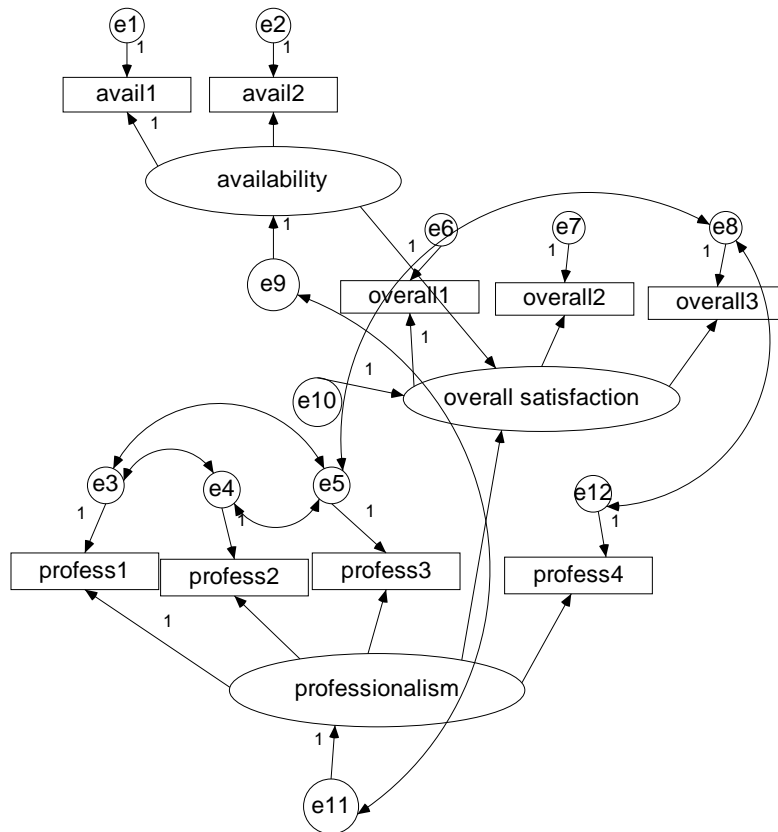 e1
e2
1
1
avail1
avail2
1
availability
1
e6
e7
e8
1
1
1
e9
overall1
overall2
overall3
1
1
e10
overall satisfaction
e3
e4
e5
e12
1
1
1
1
profess1
profess2
profess3
profess4
1
professionalism
1
e11